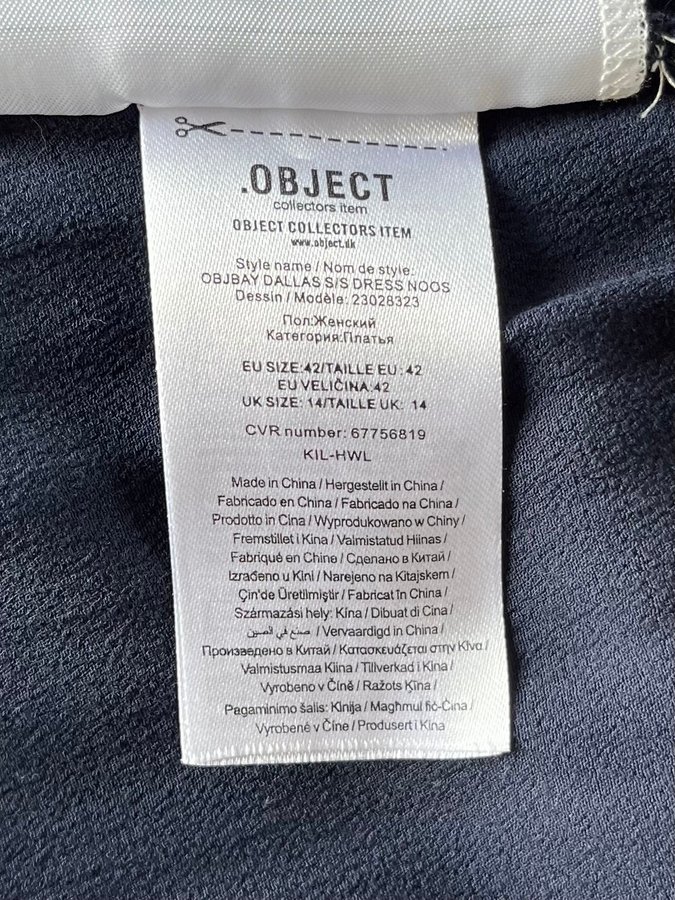 .OBJECT
collectors item
OBJECT COLLECTORS ITEM
www.object.dk
Style name / Nom de style:
OBJBAY DALLAS S/S DRESS NOOS
Dessin / Modèle: 23028323
Пол:Женский
Категория:Платья
EU SIZE:42/TAILLE EU :42
EU VELIČINA:42
UK SIZE: 14/TAILLE UK: 14
CVR number: 67756819
KIL-HWL
Made in China / Hergestellt in China /
Fabricado en China / Fabricado na China /
Prodotto in Cina / Wyprodukowano w Chiny /
Fremstillet i Kina / Valmistatud Hiinas /
Fabriqué en Chine / Сделано в Китай /
Izrađeno u Kini / Narejeno na Kitajskem /
Çin'de Üretilmiştir / Fabricat în China /
Származási hely: Kína / Dibuat di Cina /
صنع في الصين / Vervaardigd in China /
Произведено в Китай / Κατασκευάζεται στην Κίνα /
Valmistusmaa Kiina / Tillverkad i Kina /
Vyrobeno v Číně / Ražots Ķīna /
Pagaminimo šalis: Kinija / Magħmul fiċ-Ċina /
Vyrobené v Číne / Produsert i Kina